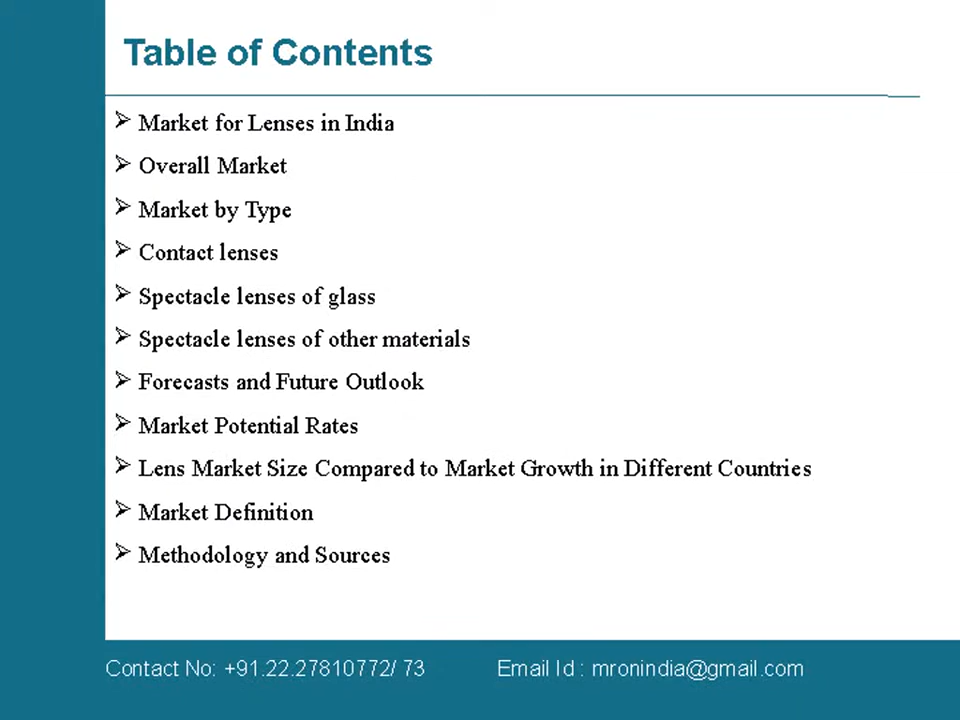 Table of Contents
➢ Market for Lenses in India
➢ Overall Market
➢ Market by Type
➢ Contact lenses
➢ Spectacle lenses of glass
➢ Spectacle lenses of other materials
➢ Forecasts and Future Outlook
➢ Market Potential Rates
➢ Lens Market Size Compared to Market Growth in Different Countries
➢ Market Definition
➢ Methodology and Sources
Contact No: +91.22.27810772/ 73 Email Id : mronindia@gmail.com